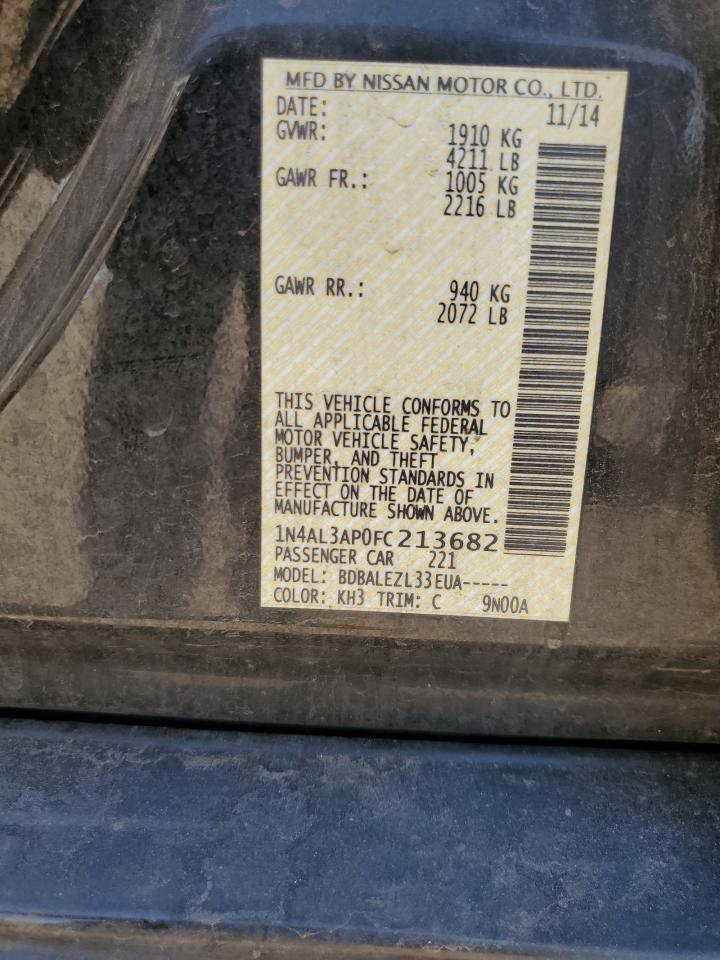 MFD BY NISSAN MOTOR CO., LTD.
DATE: 11/14
GVWR: 1910 KG
4211 LB
GAWR FR.: 1005 KG
2216 LB
GAWR RR.: 940 KG
2072 LB
THIS VEHICLE CONFORMS TO
ALL APPLICABLE FEDERAL
MOTOR VEHICLE SAFETY,
BUMPER, AND THEFT
PREVENTION STANDARDS IN
EFFECT ON THE DATE OF
MANUFACTURE SHOWN ABOVE.
1N4AL3AP0FC213682
PASSENGER CAR 221
MODEL: BDBALEZL33EUA-----
COLOR: KH3 TRIM: C 9N00A